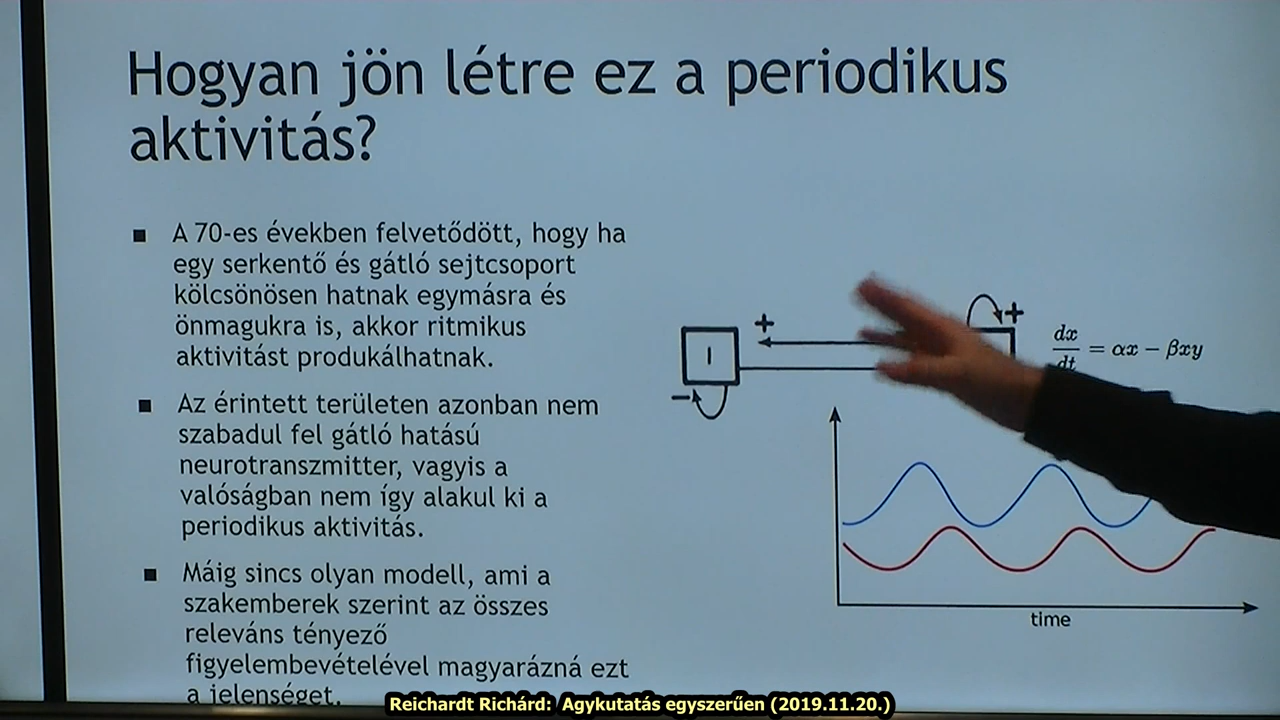 Hogyan jön létre ez a periodikus
aktivitás?
■ A 70-es években felvetődött, hogy ha
egy serkentő és gátló sejtcsoport
kölcsönösen hatnak egymásra és
önmagukra is, akkor ritmikus
aktivitást produkálhatnak.
■ Az érintett területen azonban nem
szabadul fel gátló hatású
neurotranszmitter, vagyis a
valóságban nem így alakul ki a
periodikus aktivitás.
■ Máig sincs olyan modell, ami a
szakemberek szerint az összes
releváns tényező
figyelembevételével magyarázná ezt
a jelenséget.
+
I
−
+
dx/dt = αx − βxy
time
Reichardt Richárd: Agykutatás egyszerűen (2019.11.20.)